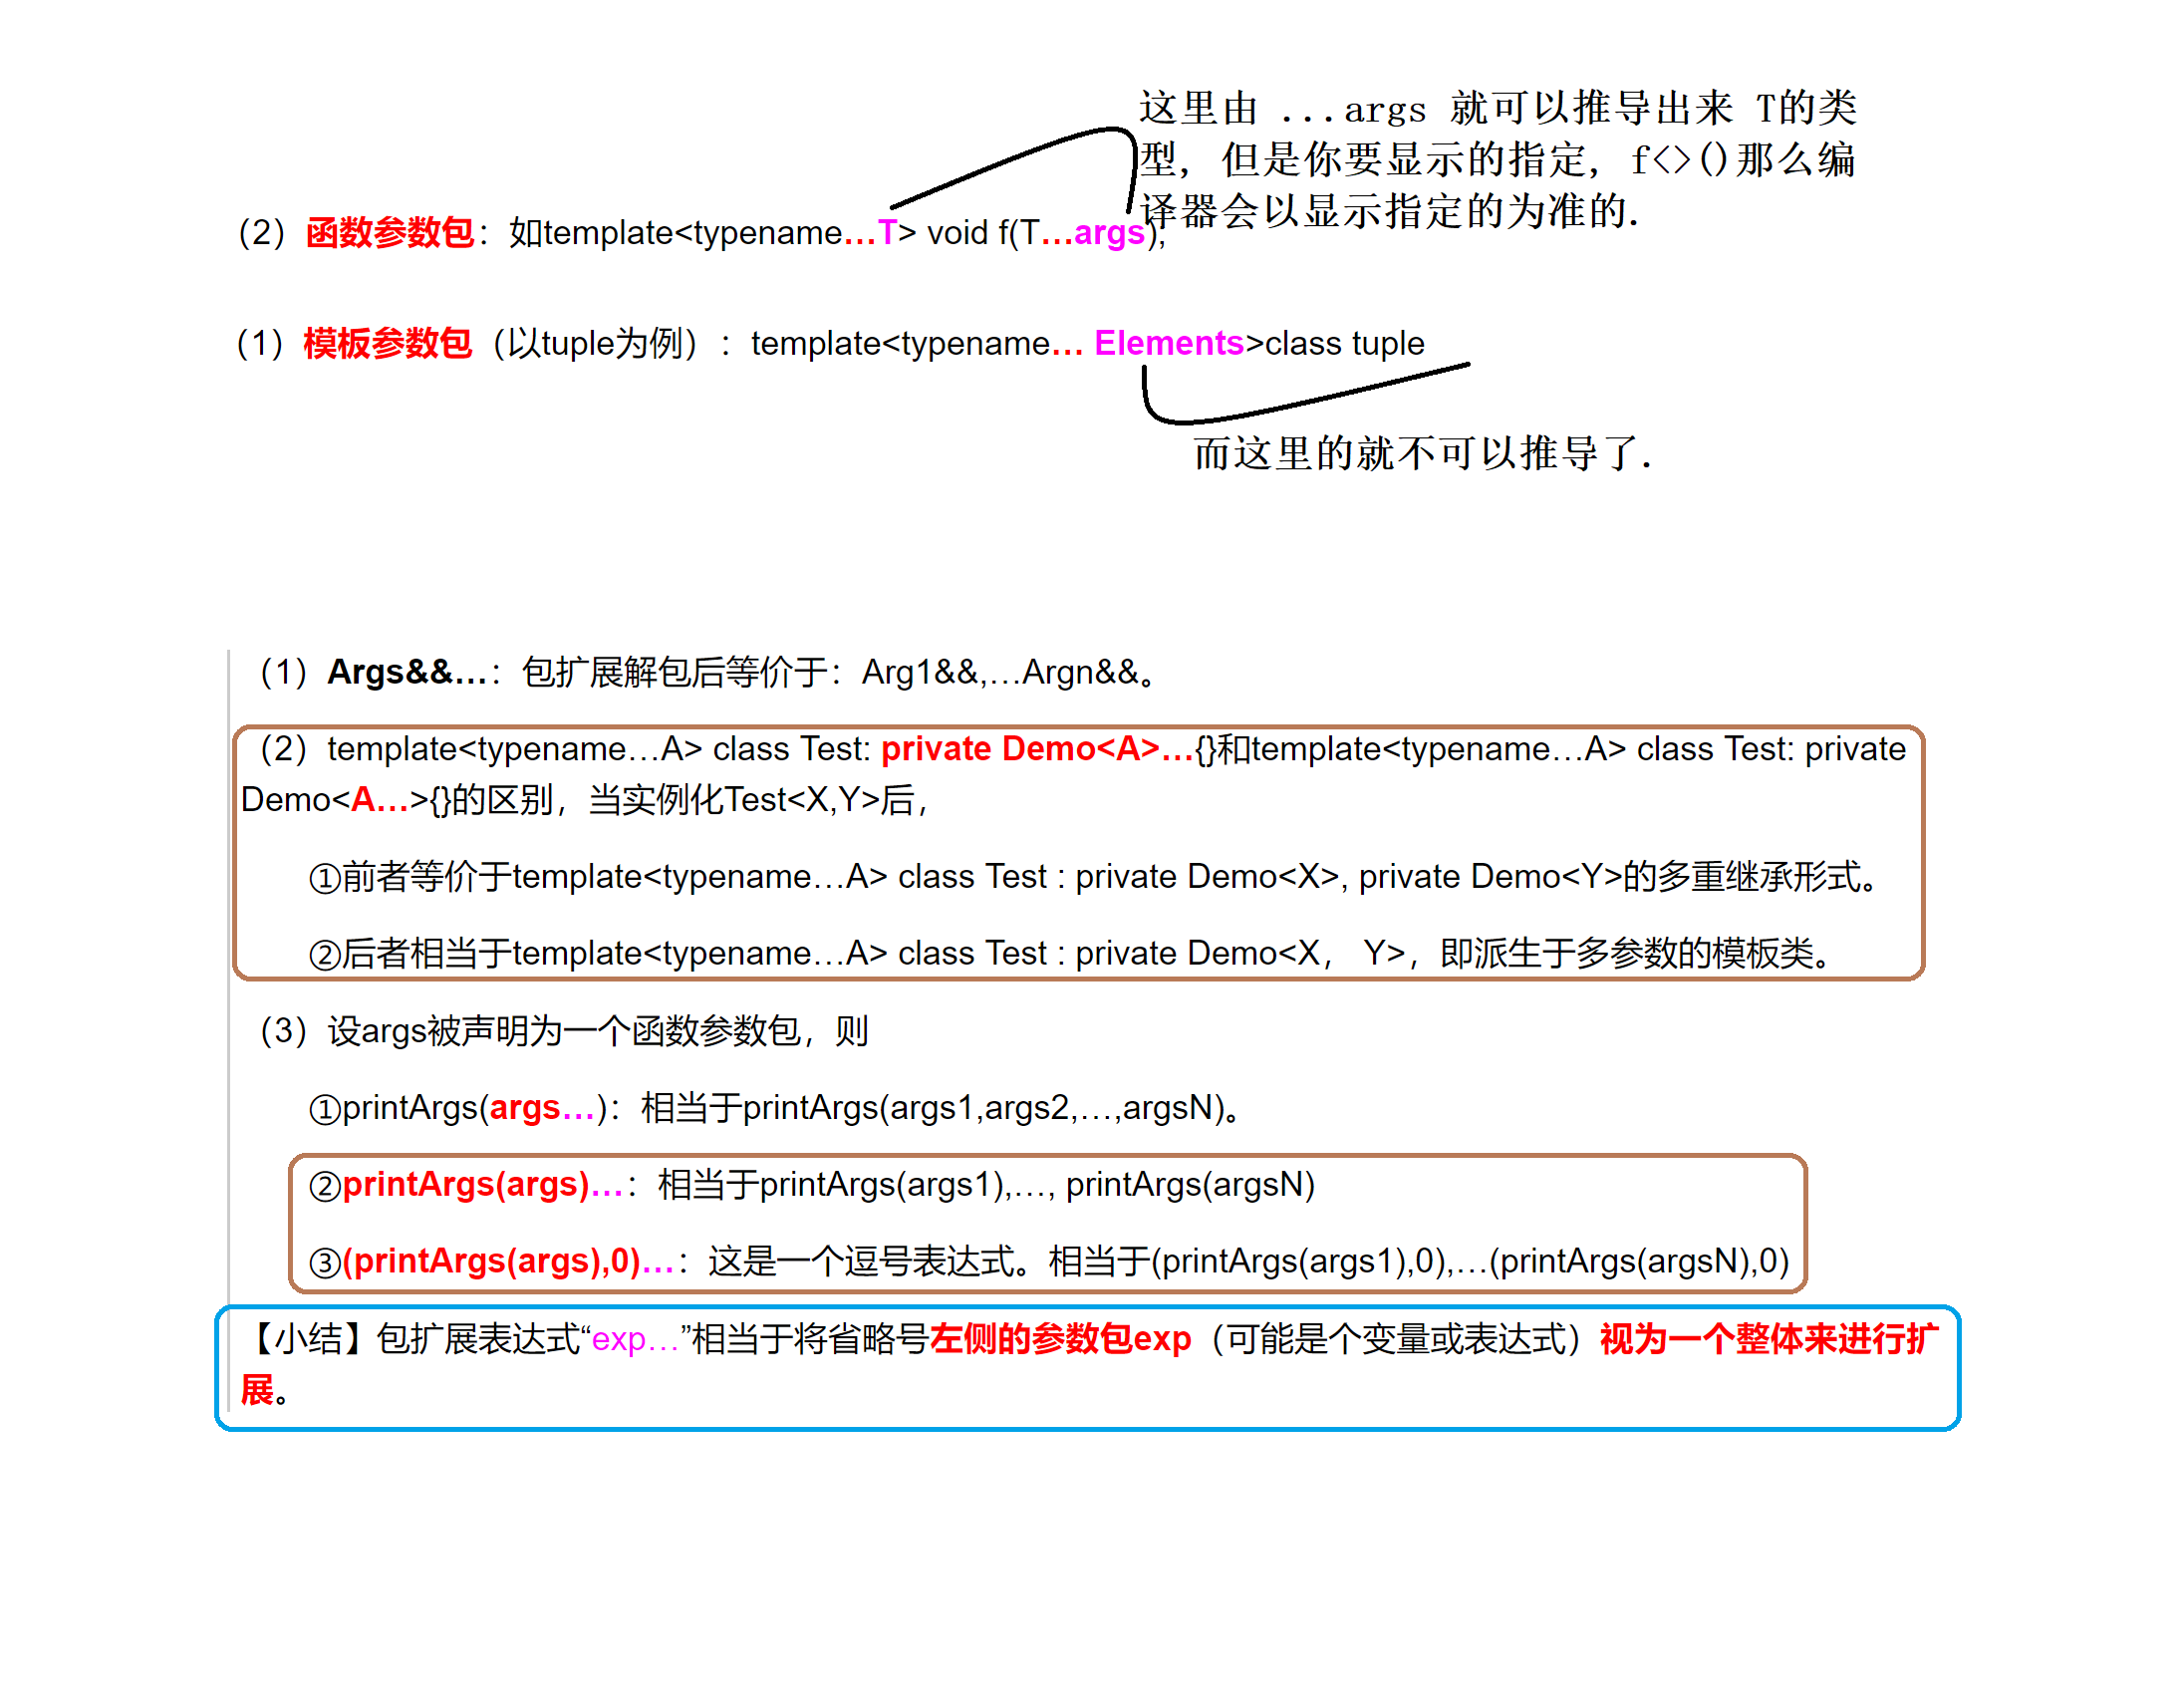 这里由 ...args 就可以推导出来 T的类
型, 但是你要显示的指定, f<>()那么编
译器会以显示指定的为准的.
（2）函数参数包：如template<typename…T> void f(T…args);
（1）模板参数包（以tuple为例）：template<typename… Elements>class tuple
而这里的就不可以推导了.
（1）Args&&…：包扩展解包后等价于：Arg1&&,…Argn&&。
（2）template<typename…A> class Test: private Demo<A>…{}和template<typename…A> class Test: private
Demo<A…>{}的区别，当实例化Test<X,Y>后，
①前者等价于template<typename…A> class Test : private Demo<X>, private Demo<Y>的多重继承形式。
②后者相当于template<typename…A> class Test : private Demo<X， Y>，即派生于多参数的模板类。
（3）设args被声明为一个函数参数包，则
①printArgs(args…)：相当于printArgs(args1,args2,…,argsN)。
②printArgs(args)…：相当于printArgs(args1),…, printArgs(argsN)
③(printArgs(args),0)…：这是一个逗号表达式。相当于(printArgs(args1),0),…(printArgs(argsN),0)
【小结】包扩展表达式“exp…”相当于将省略号左侧的参数包exp（可能是个变量或表达式）视为一个整体来进行扩
展。